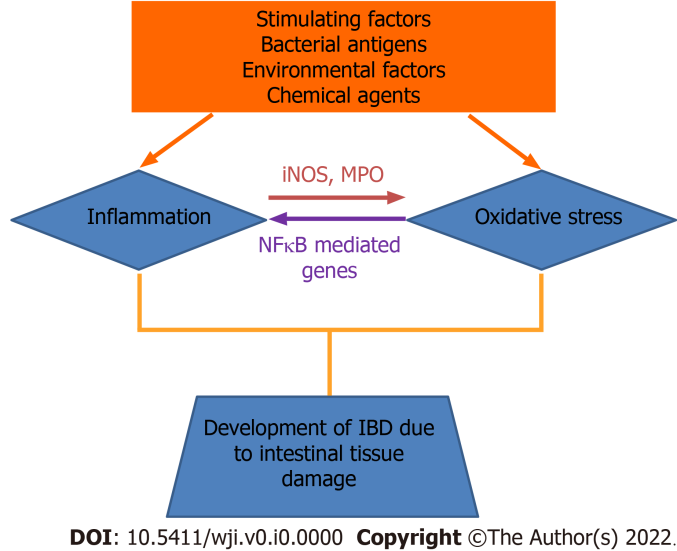 Stimulating factors
Bacterial antigens
Environmental factors
Chemical agents
iNOS, MPO
Inflammation
Oxidative stress
NFκB mediated
genes
Development of IBD due
to intestinal tissue
damage
DOI: 10.5411/wji.v0.i0.0000 Copyright ©The Author(s) 2022.